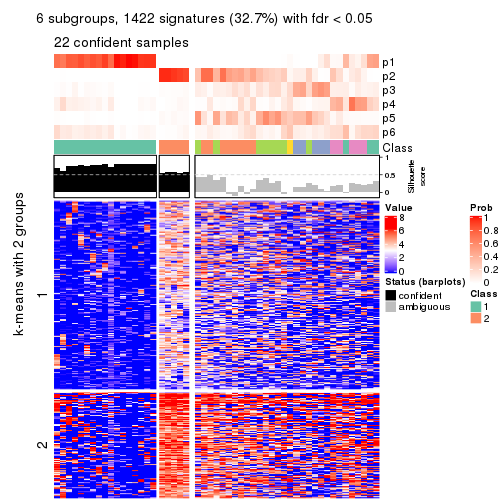 6 subgroups, 1422 signatures (32.7%) with fdr < 0.05
22 confident samples
p1
p2
p3
p4
p5
p6
Class
1
0.5
0
Silhouette
score
k-means with 2 groups
1
2
Value
8
6
4
2
0
Status (barplots)
confident
ambiguous
Prob
1
0.8
0.6
0.4
0.2
0
Class
1
2